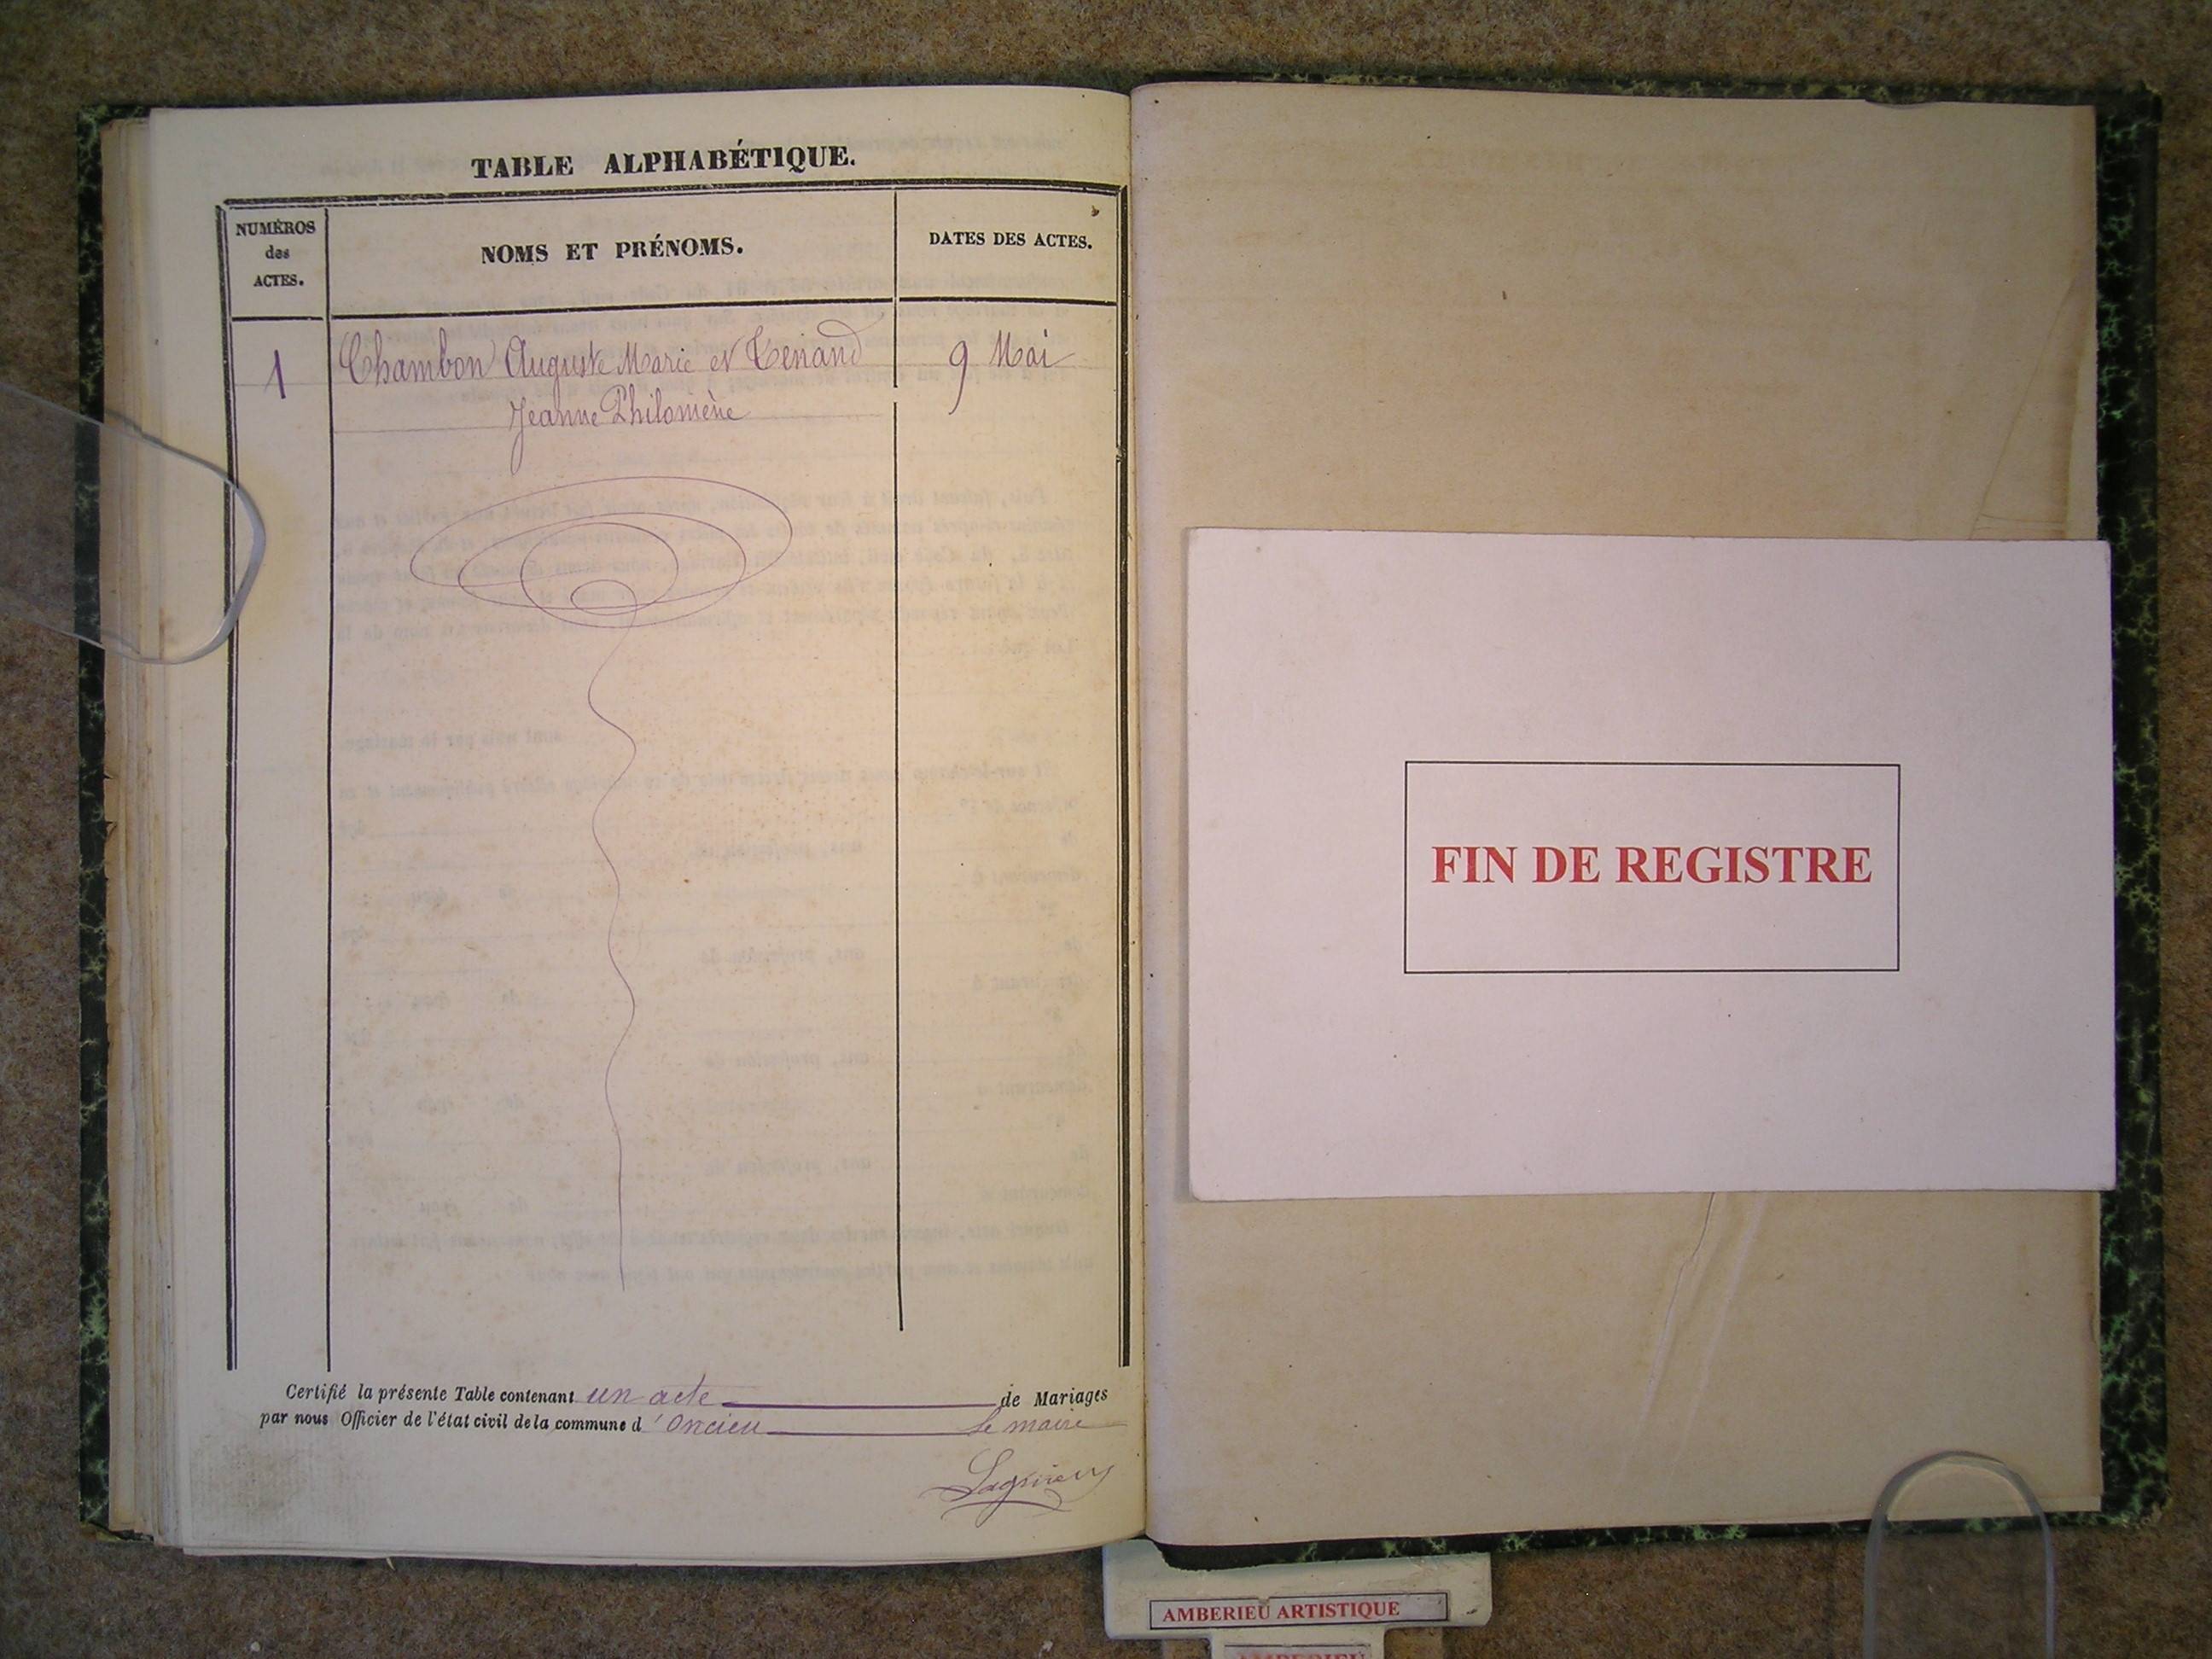 TABLE ALPHABÉTIQUE.
NUMÉROS
des
ACTES.
NOMS ET PRÉNOMS.
DATES DES ACTES.
1
Chambon Auguste Marie et Tenand
Jeanne Philomène
9 Mai
Certifié la présente Table contenant un acte de Mariages
par nous Officier de l'état civil de la commune d'Oncieu Le maire
FIN DE REGISTRE
AMBERIEU ARTISTIQUE
AMBERIEU